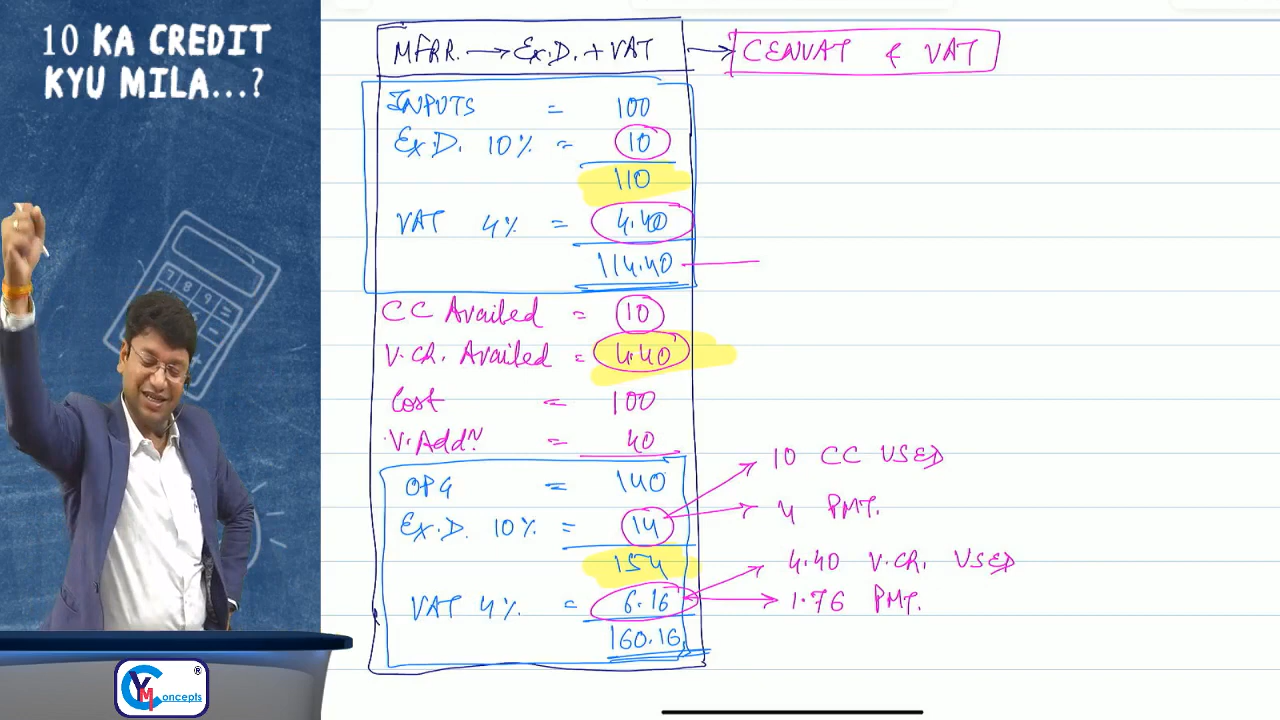 10 KA CREDIT
KYU MILA...?
MFRR. → Ex.D. + VAT → CENVAT & VAT
INPUTS = 100
Ex.D. 10% = 10
110
VAT 4% = 4.40
114.40
CC Availed = 10
V.CR. Availed = 4.40
Cost = 100
V.Addn = 40
OPG = 140
10 CC USED
Ex.D. 10% = 14
4 PMT.
154
4.40 V.CR. USED
VAT 4% = 6.16
1.76 PMT.
160.16
CYM Concepts ®